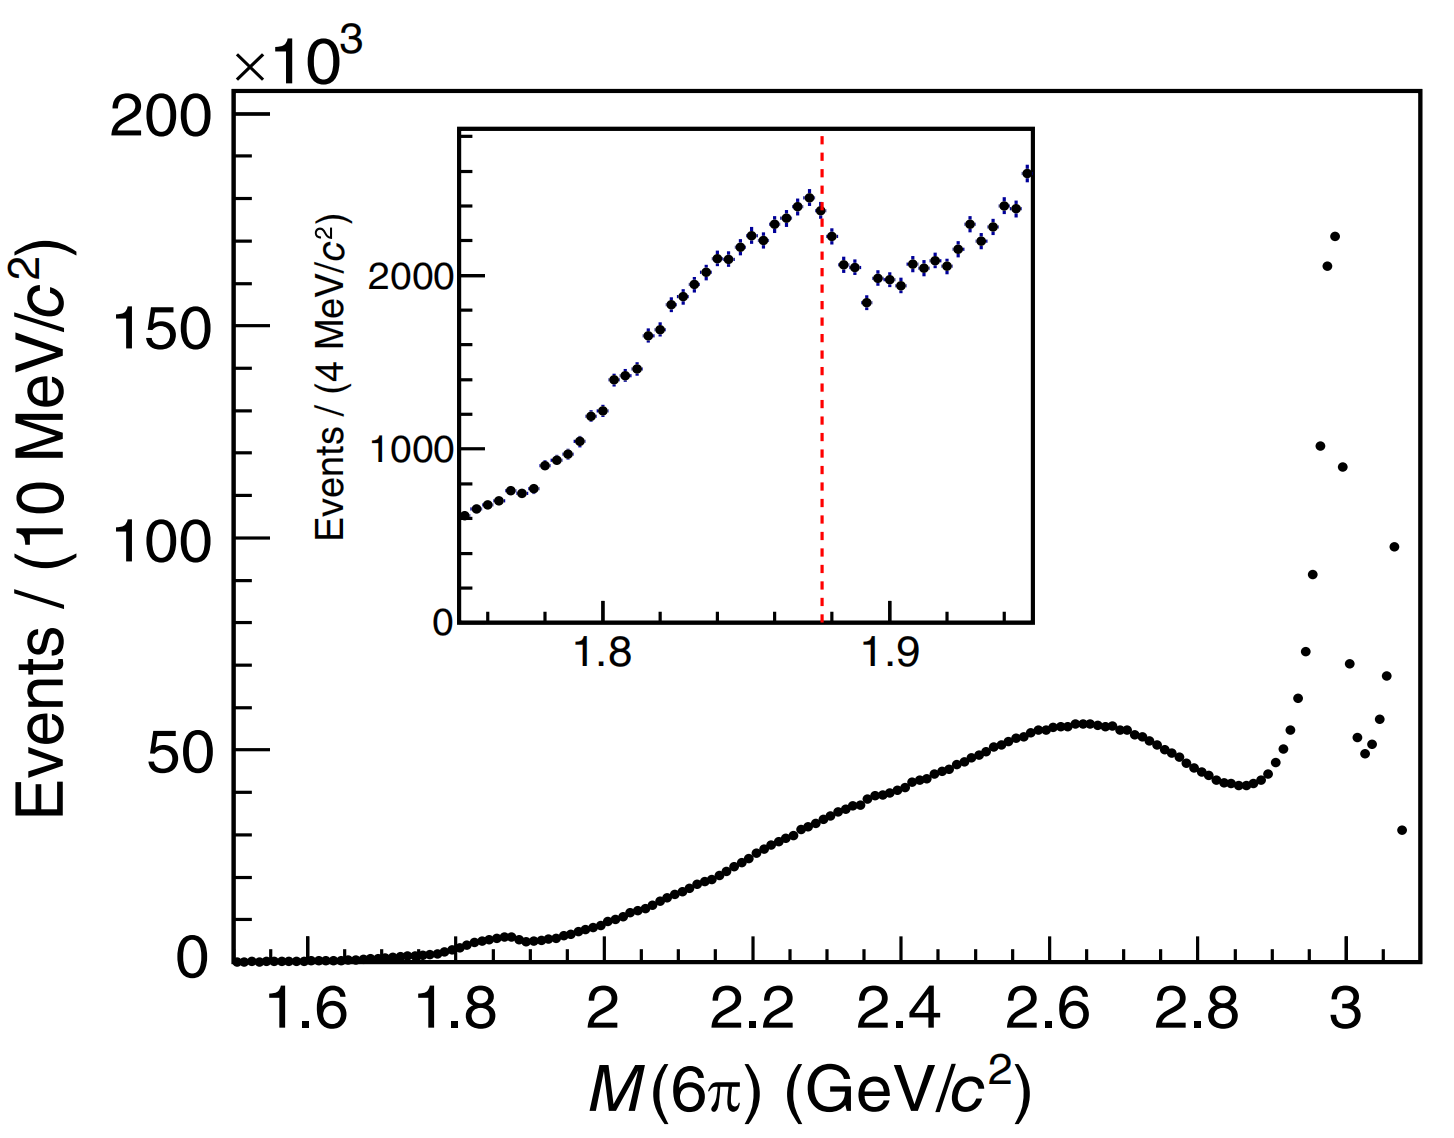 ×10³
200
150
100
50
0
Events / (10 MeV/c²)
1.6 1.8 2 2.2 2.4 2.6 2.8 3
M(6π) (GeV/c²)
2000
1000
0
Events / (4 MeV/c²)
1.8 1.9